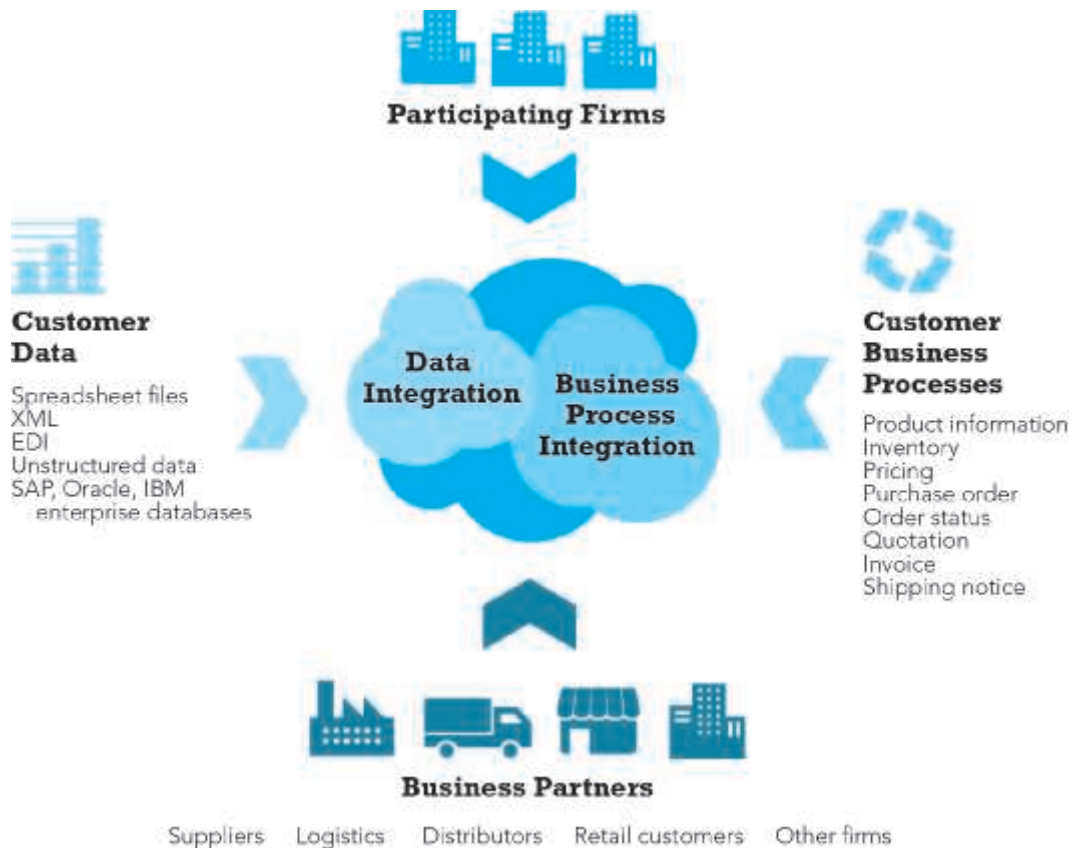 Participating Firms
Customer
Data
Spreadsheet files
XML
EDI
Unstructured data
SAP, Oracle, IBM
enterprise databases
Data
Integration
Business
Process
Integration
Customer
Business
Processes
Product information
Inventory
Pricing
Purchase order
Order status
Quotation
Invoice
Shipping notice
Business Partners
Suppliers Logistics Distributors Retail customers Other firms